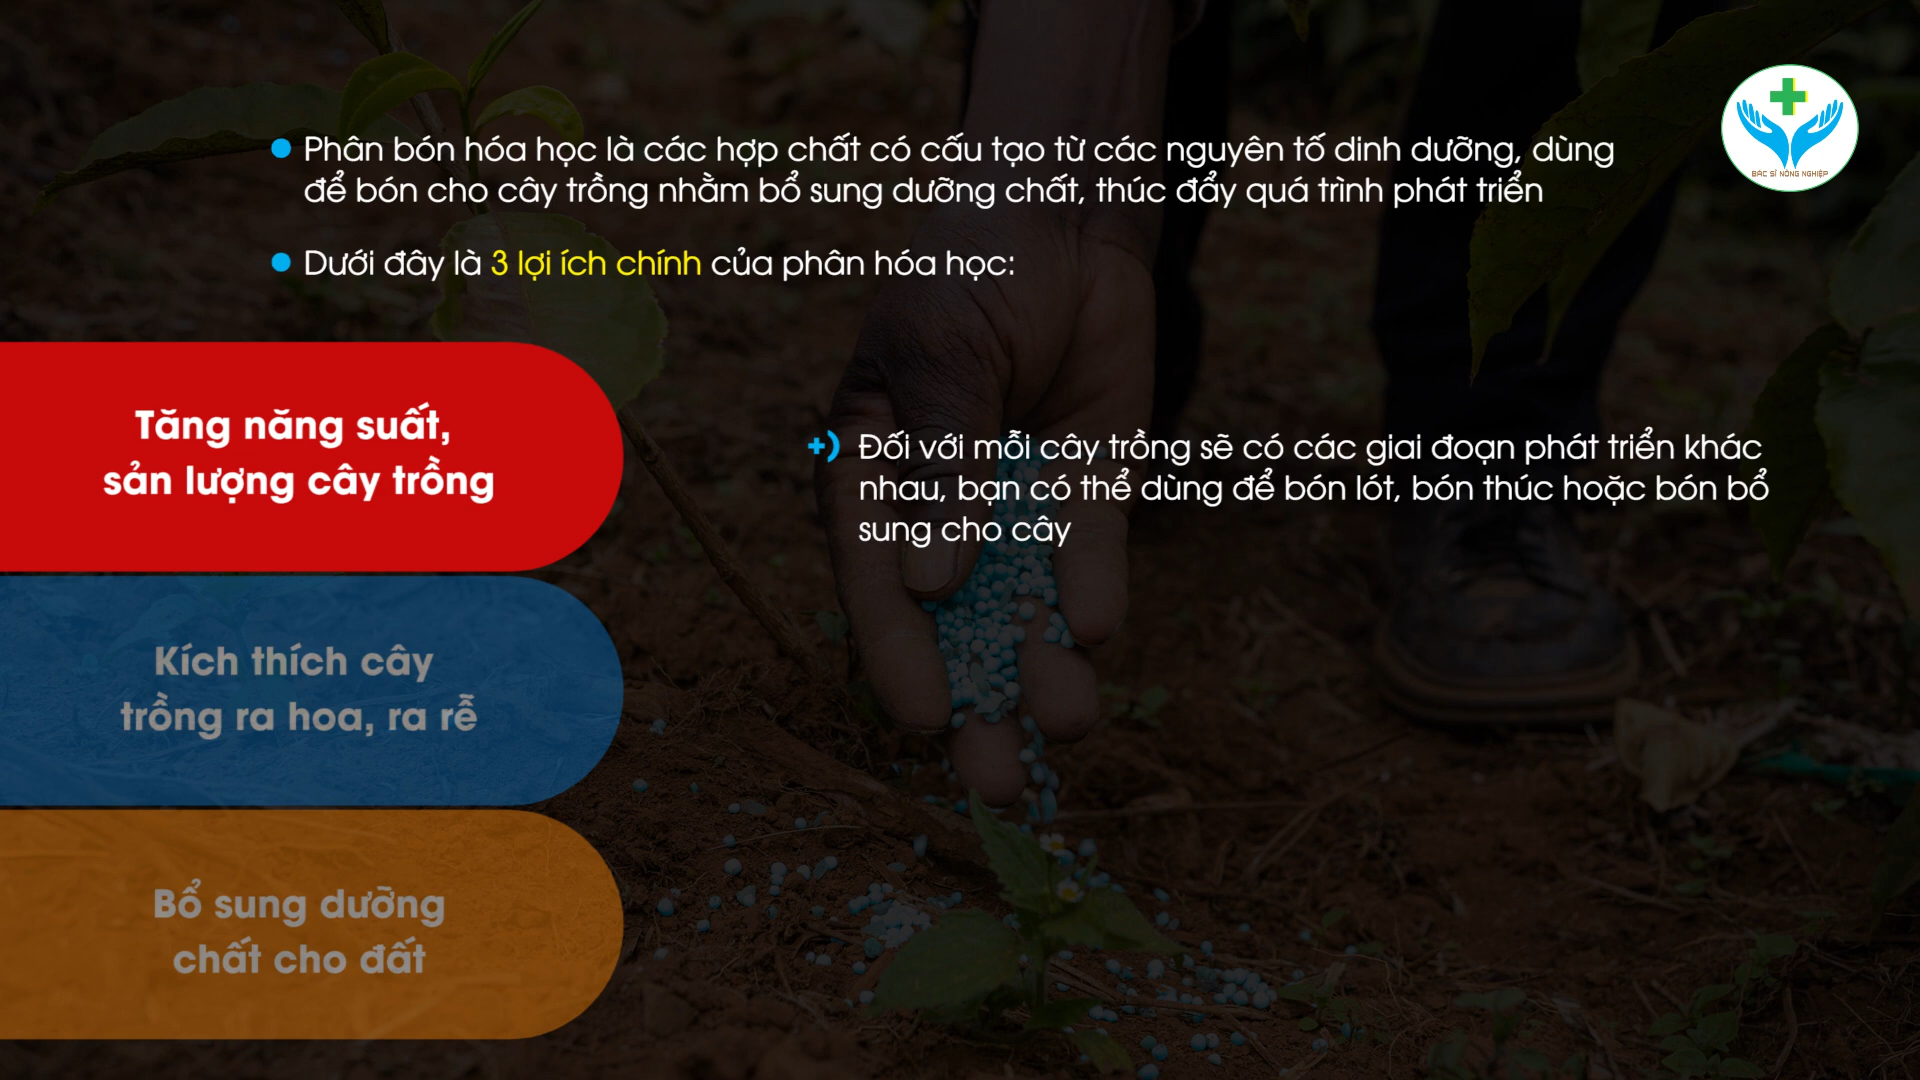 Phân bón hóa học là các hợp chất có cấu tạo từ các nguyên tố dinh dưỡng, dùng
để bón cho cây trồng nhằm bổ sung dưỡng chất, thúc đẩy quá trình phát triển
Dưới đây là 3 lợi ích chính của phân hóa học:
Tăng năng suất,
sản lượng cây trồng
+) Đối với mỗi cây trồng sẽ có các giai đoạn phát triển khác
nhau, bạn có thể dùng để bón lót, bón thúc hoặc bón bổ
sung cho cây
Kích thích cây
trồng ra hoa, ra rễ
Bổ sung dưỡng
chất cho đất
BÁC SĨ NÔNG NGHIỆP